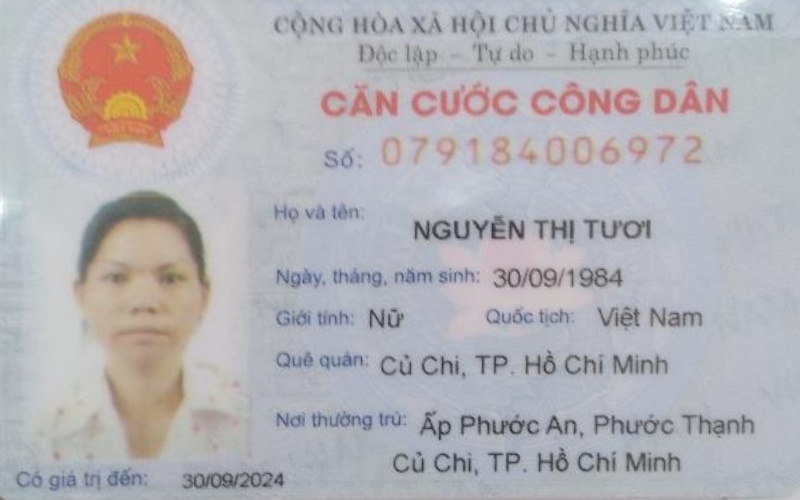 CỘNG HÒA XÃ HỘI CHỦ NGHĨA VIỆT NAM
Độc lập – Tự do – Hạnh phúc
CĂN CƯỚC CÔNG DÂN
Số: 079184006972
Họ và tên: NGUYỄN THỊ TƯƠI
Ngày, tháng, năm sinh: 30/09/1984
Giới tính: Nữ Quốc tịch: Việt Nam
Quê quán: Củ Chi, TP. Hồ Chí Minh
Nơi thường trú: Ấp Phước An, Phước Thạnh
Củ Chi, TP. Hồ Chí Minh
Có giá trị đến: 30/09/2024